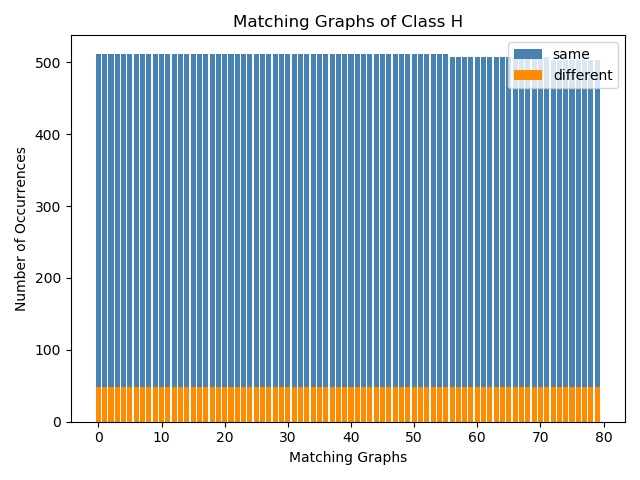 Matching Graphs of Class H
same
different
Number of Occurrences
500
400
300
200
100
0
0 10 20 30 40 50 60 70 80
Matching Graphs